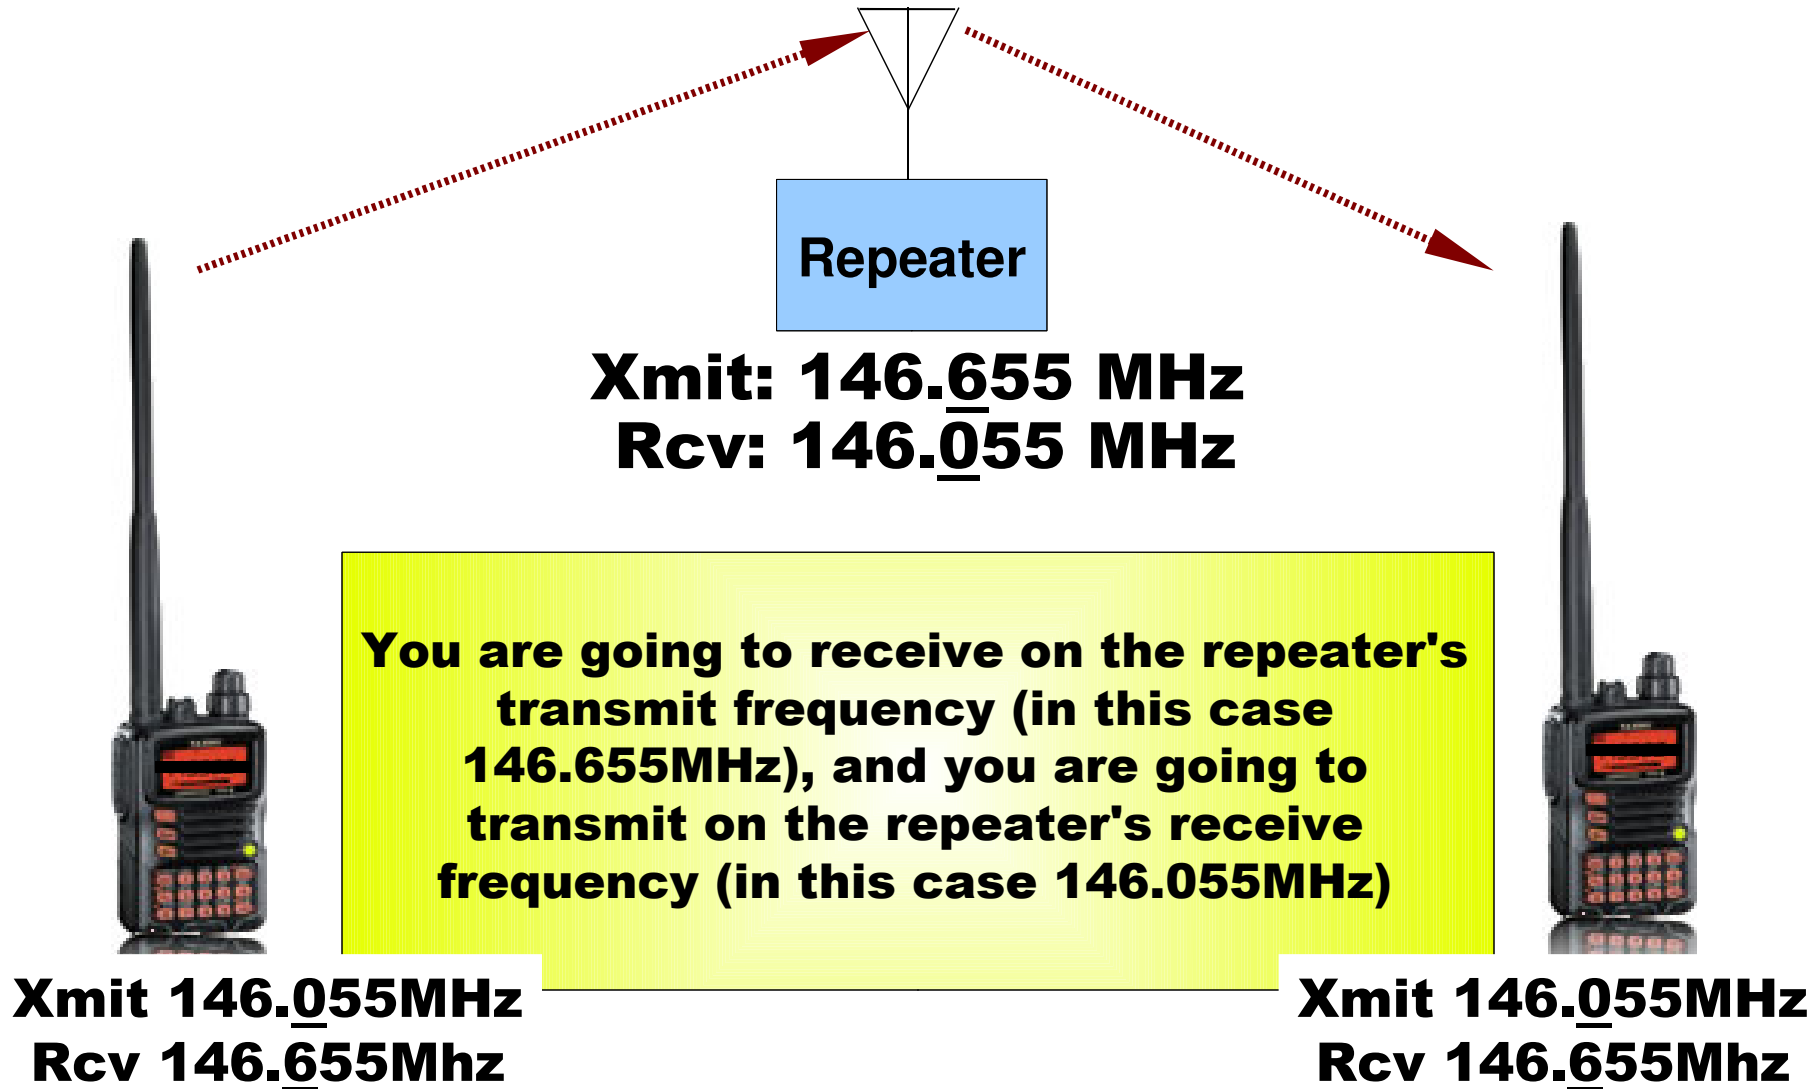 Repeater
Xmit: 146.655 MHz
Rcv: 146.055 MHz
You are going to receive on the repeater's
transmit frequency (in this case
146.655MHz), and you are going to
transmit on the repeater's receive
frequency (in this case 146.055MHz)
Xmit 146.055MHz
Rcv 146.655Mhz
Xmit 146.055MHz
Rcv 146.655Mhz